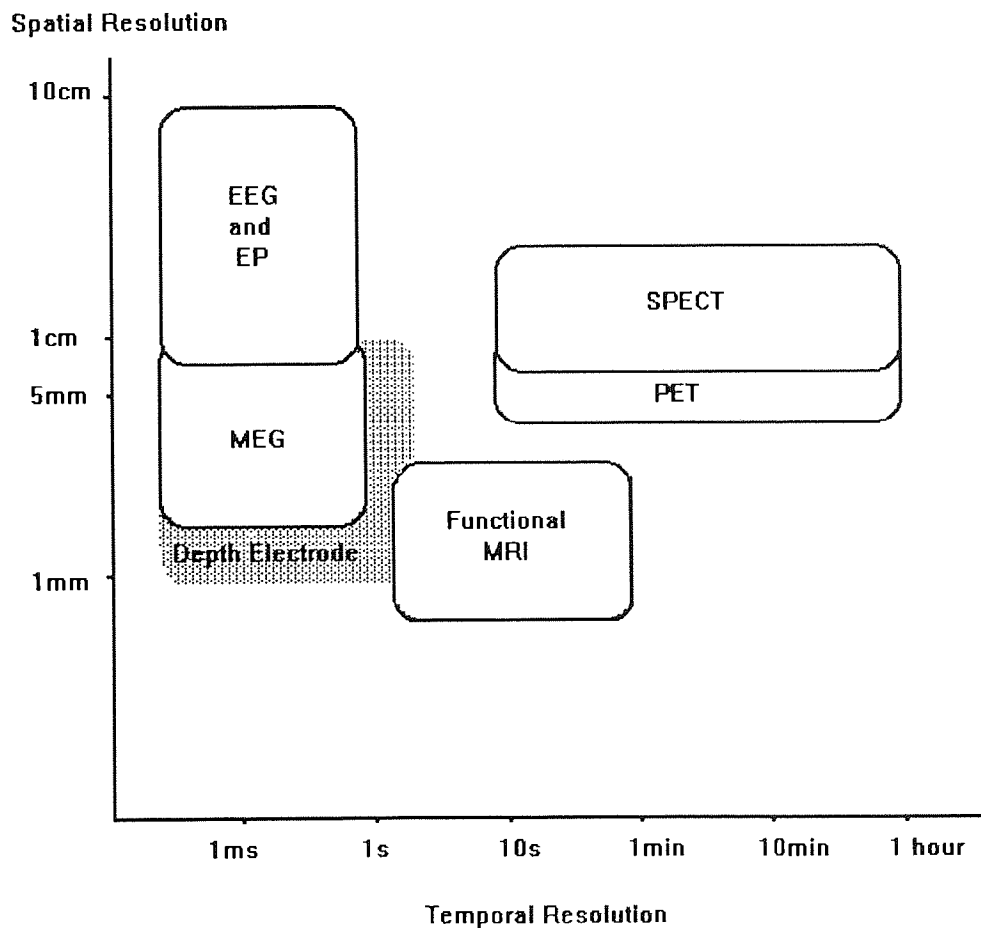 Spatial Resolution
10cm
EEG
and
EP
SPECT
1cm
5mm
PET
MEG
Functional
MRI
Depth Electrode
1mm
1ms 1s 10s 1min 10min 1 hour
Temporal Resolution